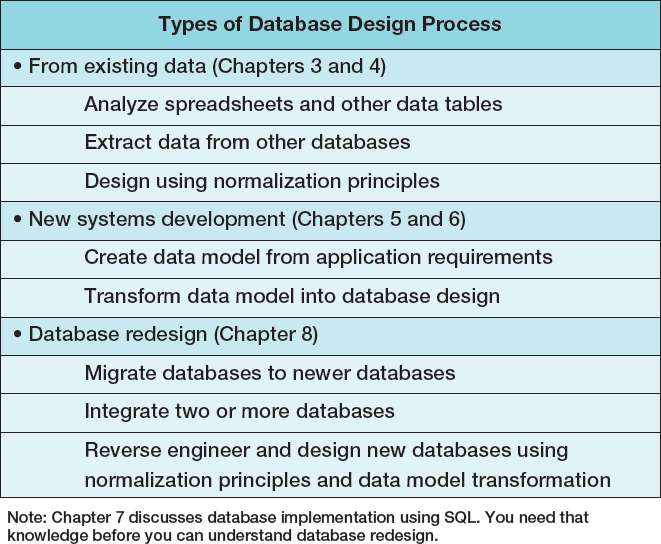 Types of Database Design Process
• From existing data (Chapters 3 and 4)
Analyze spreadsheets and other data tables
Extract data from other databases
Design using normalization principles
• New systems development (Chapters 5 and 6)
Create data model from application requirements
Transform data model into database design
• Database redesign (Chapter 8)
Migrate databases to newer databases
Integrate two or more databases
Reverse engineer and design new databases using
normalization principles and data model transformation
Note: Chapter 7 discusses database implementation using SQL. You need that
knowledge before you can understand database redesign.